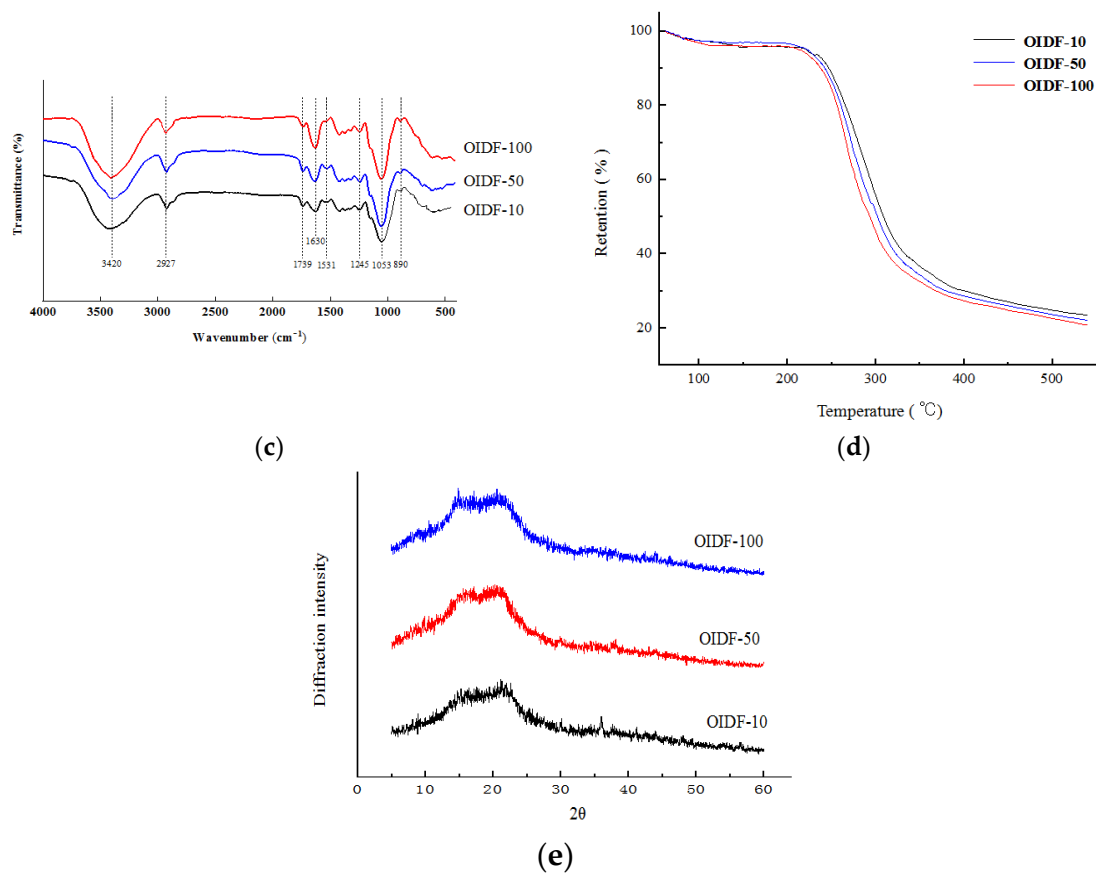 OIDF-100
OIDF-50
OIDF-10
Transmittance (%)
1630
3420
2927
1739
1531
1245
1053
890
4000
3500
3000
2500
2000
1500
1000
500
Wavenumber (cm⁻¹)
(c)
OIDF-10
OIDF-50
OIDF-100
Retention ( % )
100
80
60
40
20
100
200
300
400
500
Temperature ( ℃)
(d)
Diffraction intensity
OIDF-100
OIDF-50
OIDF-10
0
10
20
30
40
50
60
2θ
(e)